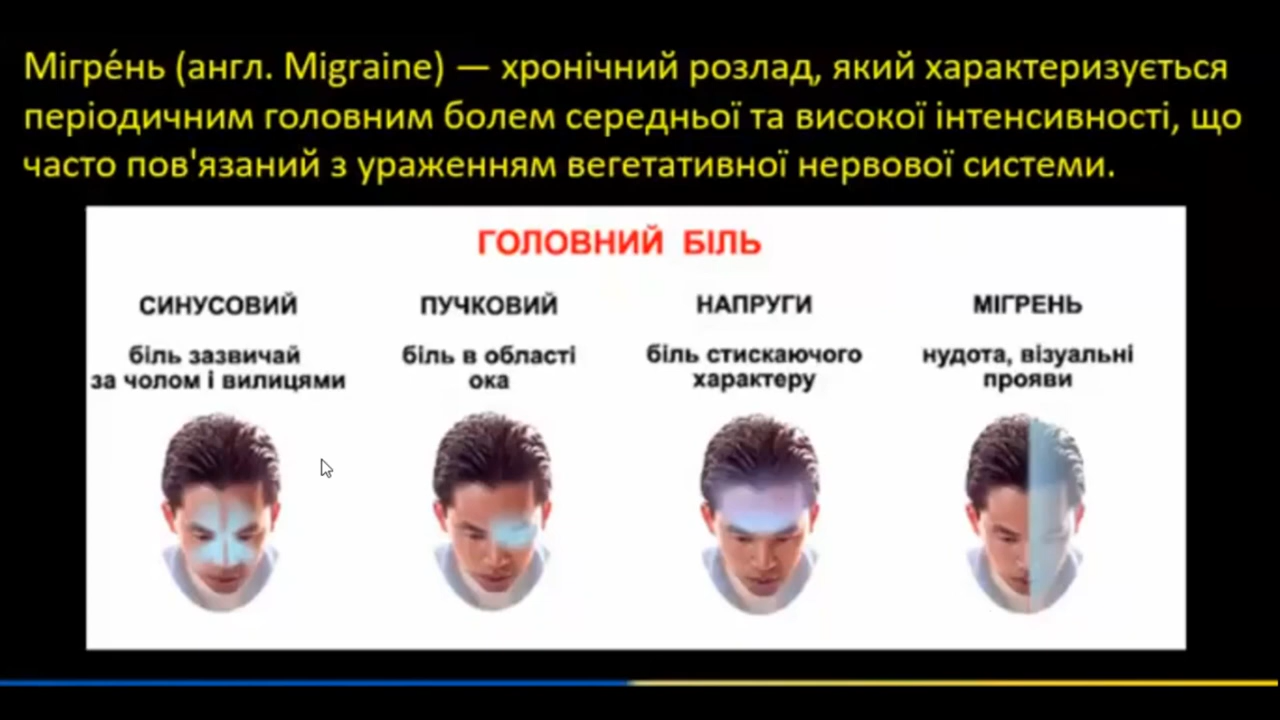 Мігре́нь (англ. Migraine) — хронічний розлад, який характеризується
періодичним головним болем середньої та високої інтенсивності, що
часто пов'язаний з ураженням вегетативної нервової системи.
ГОЛОВНИЙ БІЛЬ
СИНУСОВИЙ
біль зазвичай
за чолом і вилицями
ПУЧКОВИЙ
біль в області
ока
НАПРУГИ
біль стискаючого
характеру
МІГРЕНЬ
нудота, візуальні
прояви